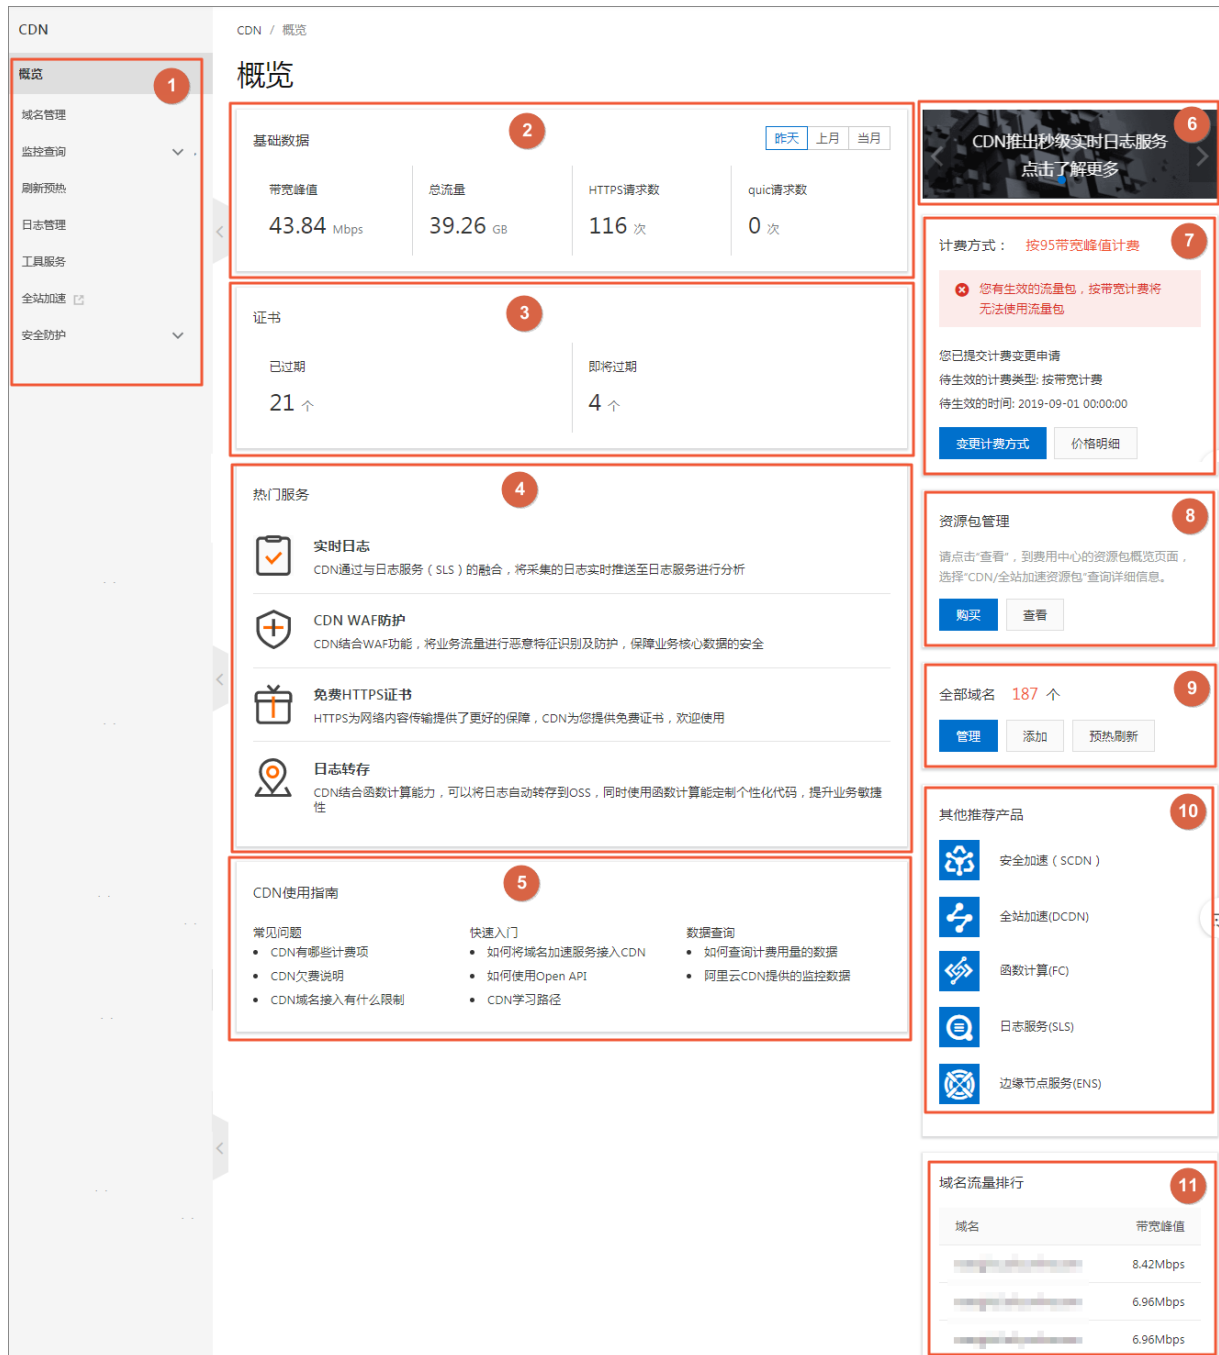 CDN
概览
1
域名管理
监控查询
刷新预热
日志管理
工具服务
全站加速
安全防护
CDN / 概览
概览
基础数据
2
昨天 上月 当月
带宽峰值 总流量 HTTPS请求数 quic请求数
43.84 Mbps 39.26 GB 116 次 0 次
证书
3
已过期 即将过期
21 个 4 个
热门服务
4
实时日志
CDN通过与日志服务（SLS）的融合，将采集的日志实时推送至日志服务进行分析
CDN WAF防护
CDN结合WAF功能，将业务流量进行恶意特征识别及防护，保障业务核心数据的安全
免费HTTPS证书
HTTPS为网络内容传输提供了更好的保障，CDN为您提供免费证书，欢迎使用
日志转存
CDN结合函数计算能力，可以将日志自动转存到OSS，同时使用函数计算能定制个性化代码，提升业务敏捷
性
CDN使用指南
5
常见问题
CDN有哪些计费项
CDN欠费说明
CDN域名接入有什么限制
快速入门
如何将域名加速服务接入CDN
如何使用Open API
CDN学习路径
数据查询
如何查询计费用量的数据
阿里云CDN提供的监控数据
6
CDN推出秒级实时日志服务
点击了解更多
计费方式： 按95带宽峰值计费
7
您有生效的流量包，按带宽计费将
无法使用流量包
您已提交计费变更申请
待生效的计费类型: 按带宽计费
待生效的时间: 2019-09-01 00:00:00
变更计费方式 价格明细
资源包管理
8
请点击“查看”，到费用中心的资源包概览页面，
选择“CDN/全站加速资源包”查询详细信息。
购买 查看
全部域名 187 个
9
管理 添加 预热刷新
其他推荐产品
10
安全加速（SCDN）
全站加速(DCDN)
函数计算(FC)
日志服务(SLS)
边缘节点服务(ENS)
域名流量排行
11
域名 带宽峰值
8.42Mbps
6.96Mbps
6.96Mbps